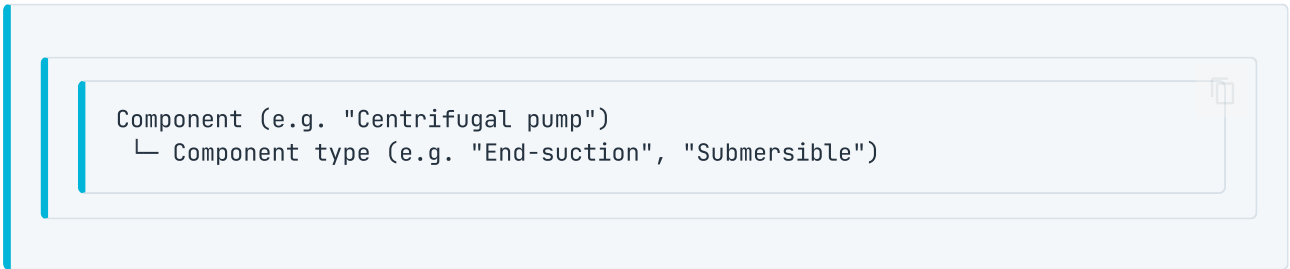 Component (e.g. "Centrifugal pump")
└─ Component type (e.g. "End-suction", "Submersible")